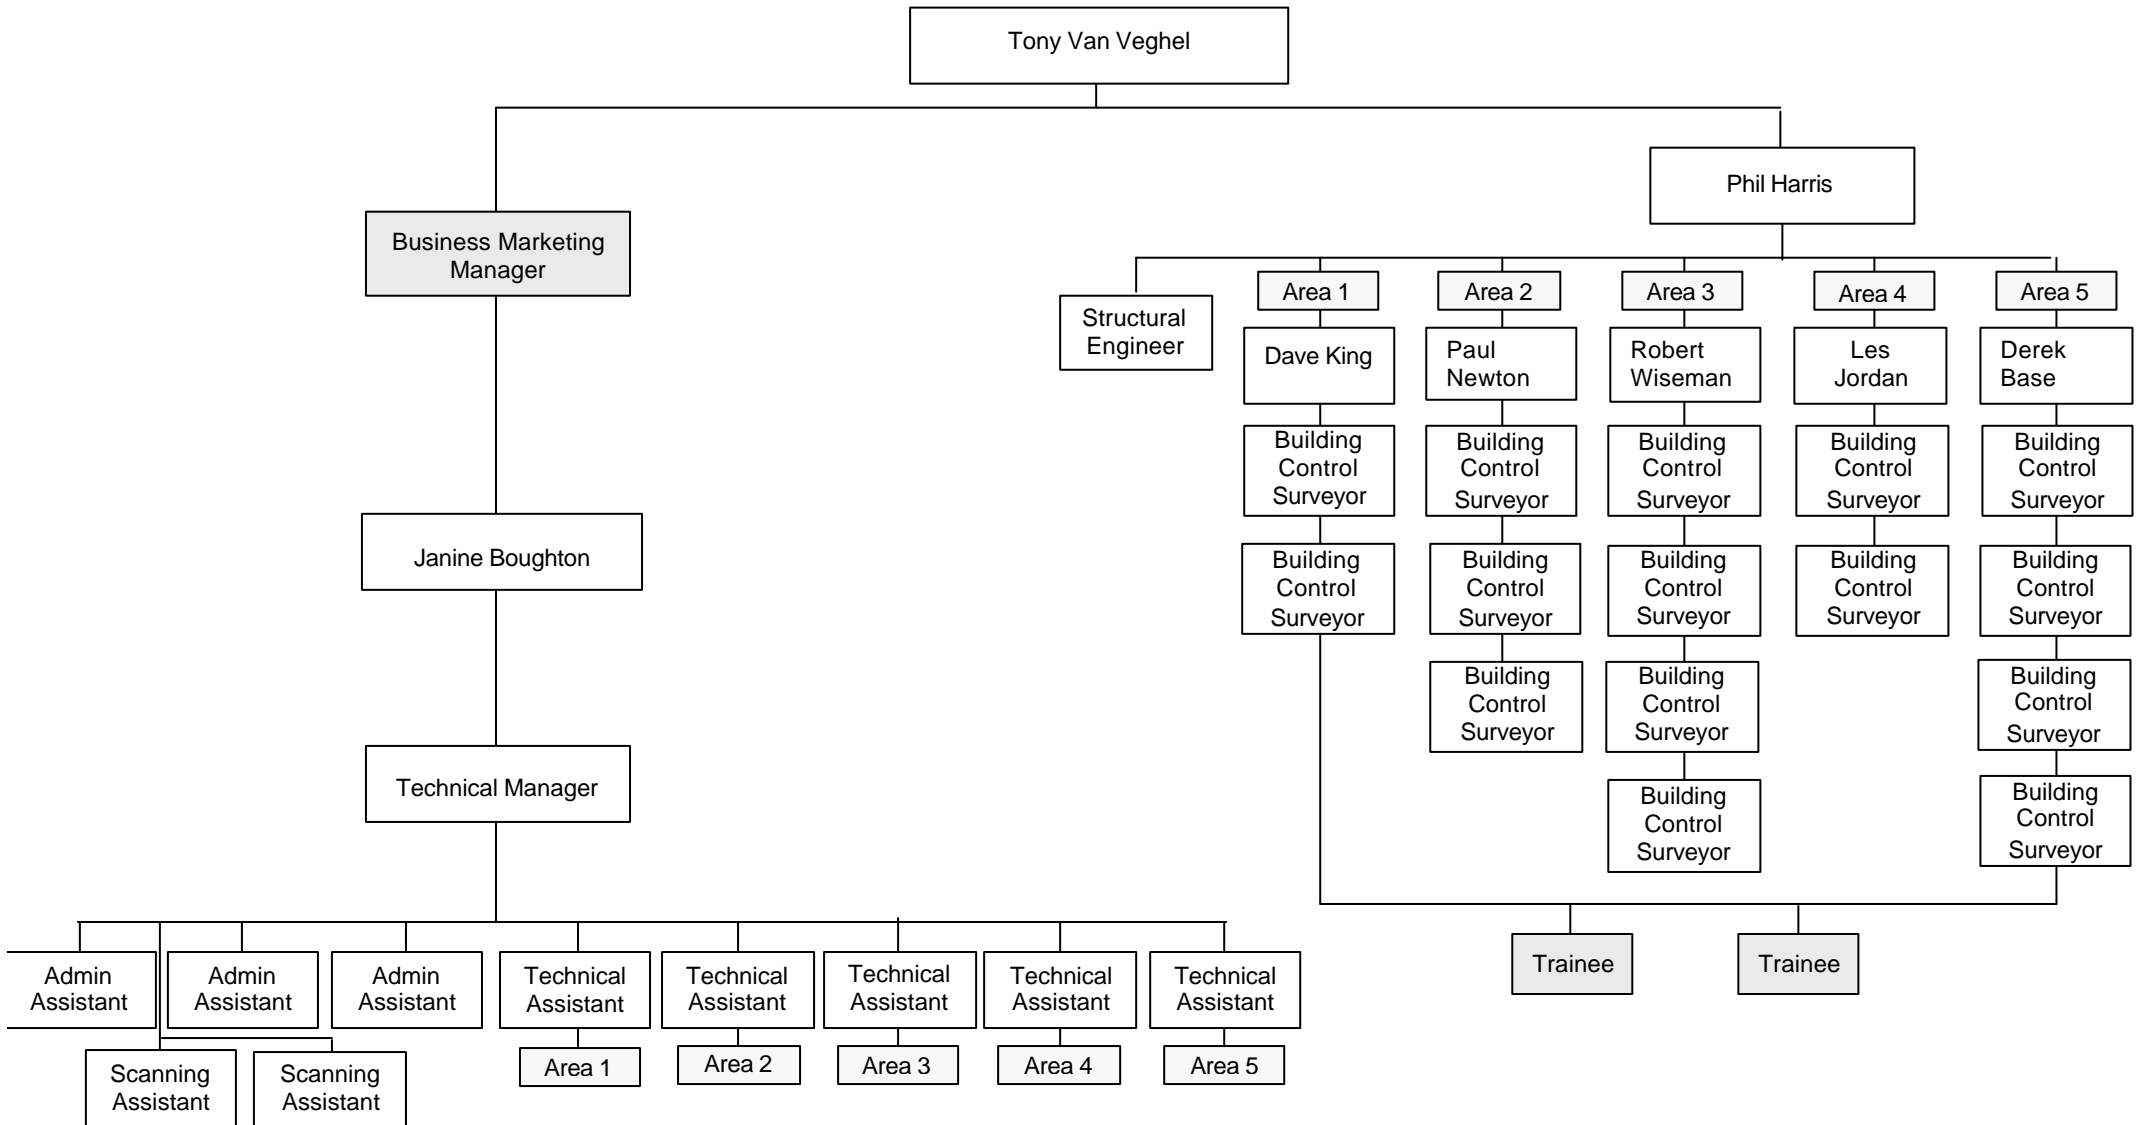 Tony Van Veghel
Phil Harris
Business Marketing
Manager
Area 1
Area 2
Area 3
Area 4
Area 5
Structural
Engineer
Dave King
Paul
Newton
Robert
Wiseman
Les
Jordan
Derek
Base
Building
Control
Surveyor
Building
Control
Surveyor
Building
Control
Surveyor
Building
Control
Surveyor
Building
Control
Surveyor
Janine Boughton
Building
Control
Surveyor
Building
Control
Surveyor
Building
Control
Surveyor
Building
Control
Surveyor
Building
Control
Surveyor
Building
Control
Surveyor
Building
Control
Surveyor
Building
Control
Surveyor
Technical Manager
Building
Control
Surveyor
Building
Control
Surveyor
Trainee
Trainee
Admin
Assistant
Admin
Assistant
Admin
Assistant
Technical
Assistant
Technical
Assistant
Technical
Assistant
Technical
Assistant
Technical
Assistant
Area 1
Area 2
Area 3
Area 4
Area 5
Scanning
Assistant
Scanning
Assistant